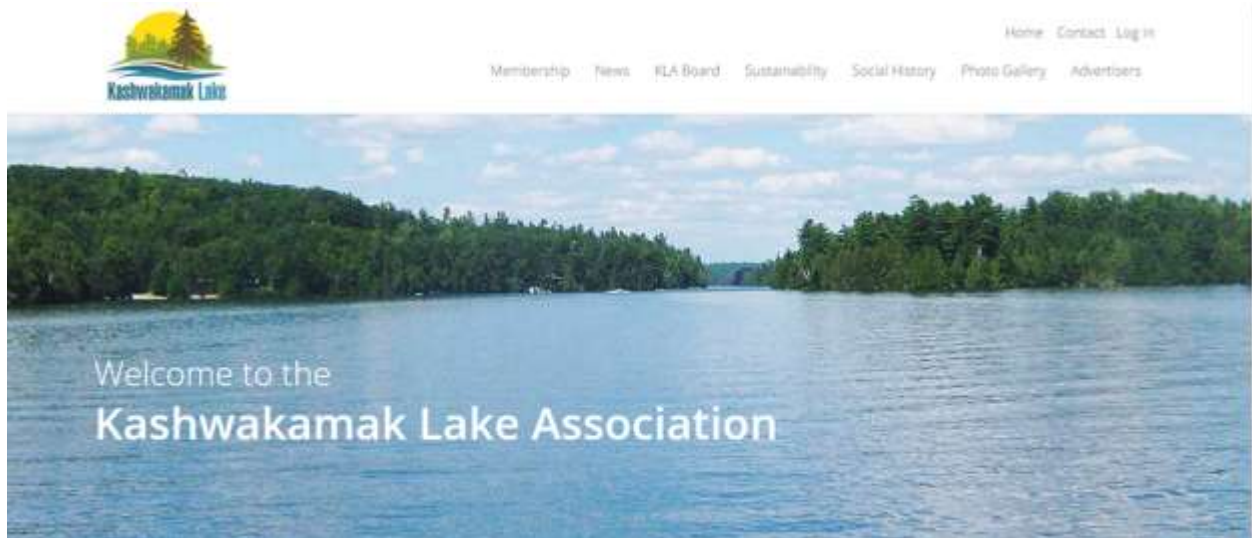 Kashwakamak Lake
Home Contact Log In
Membership News KLA Board Sustainability Social History Photo Gallery Advertisers
Welcome to the
Kashwakamak Lake Association